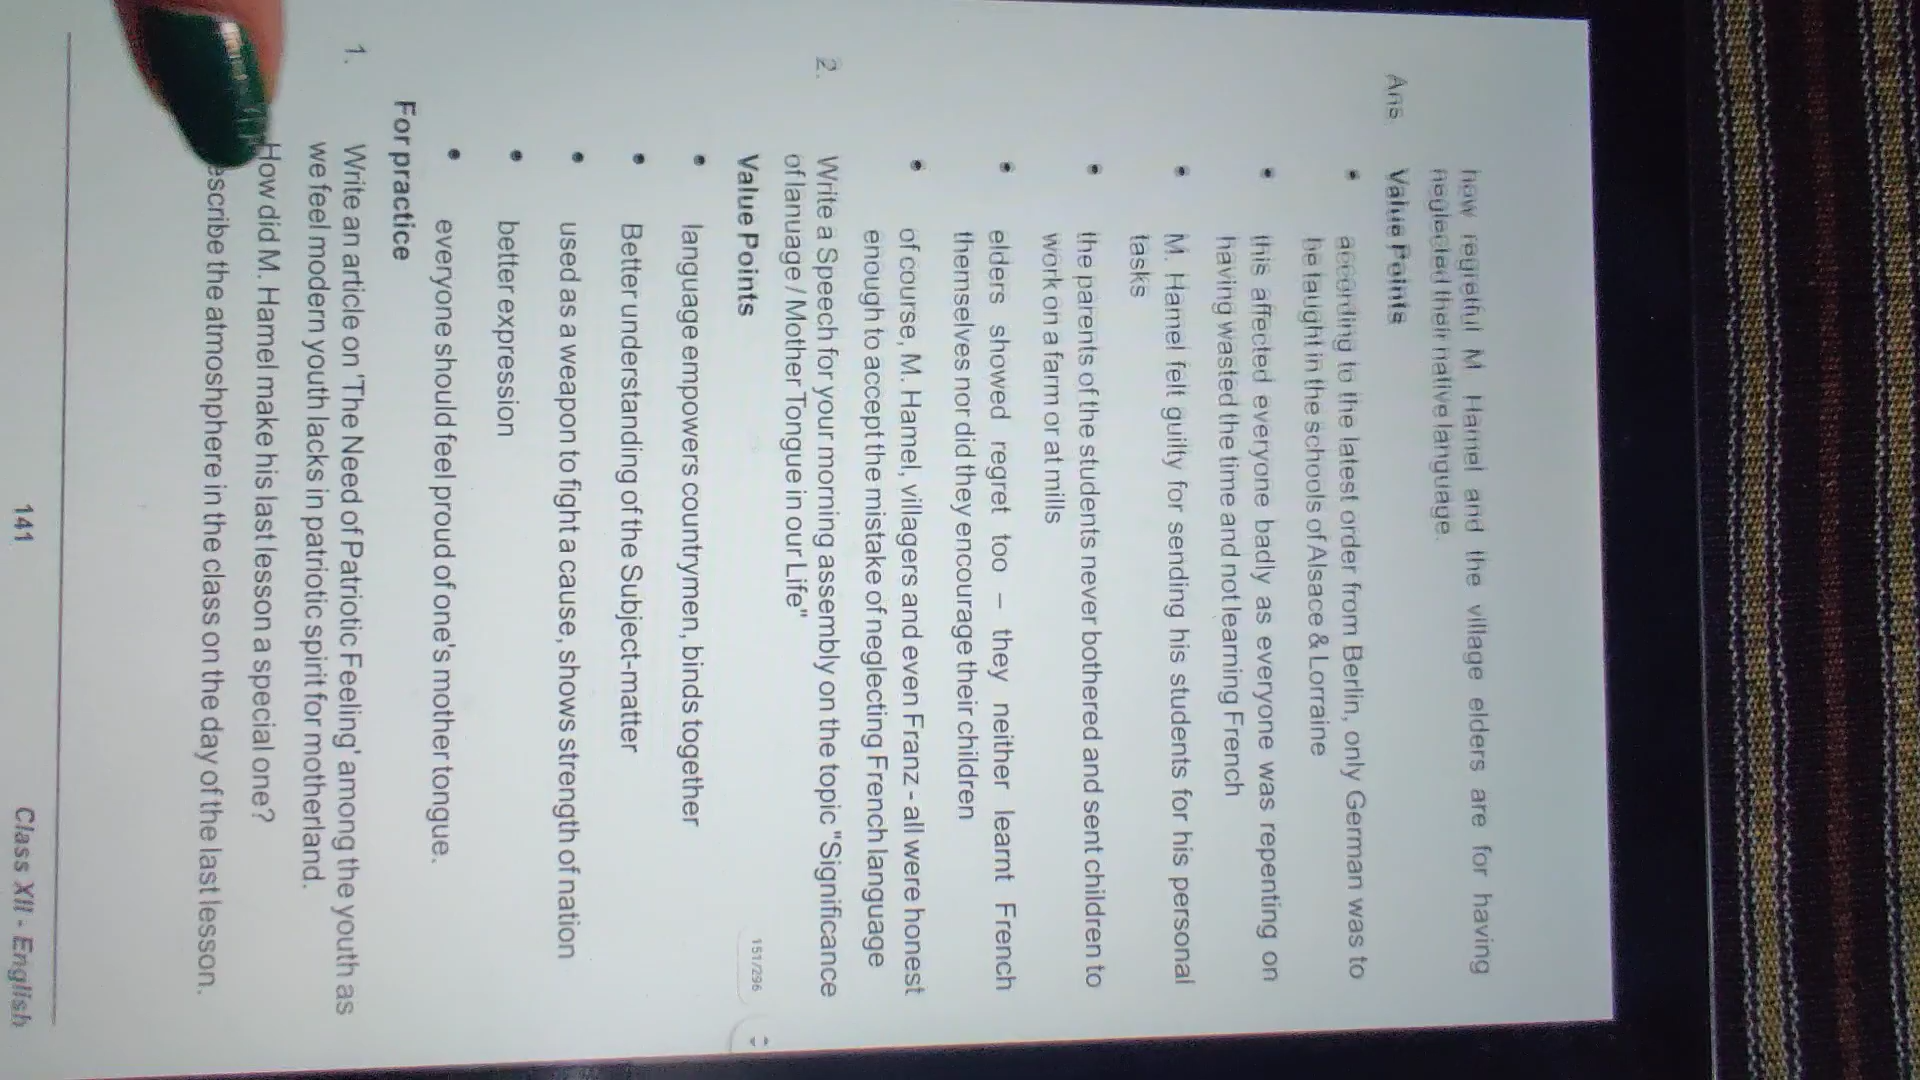 how regretful M. Hamel and the village elders are for having
neglected their native language.
Ans. Value Points
• according to the latest order from Berlin, only German was to
be taught in the schools of Alsace & Lorraine
• this affected everyone badly as everyone was repenting on
having wasted the time and not learning French
• M. Hamel felt guilty for sending his students for his personal
tasks
• the parents of the students never bothered and sent children to
work on a farm or at mills
• elders showed regret too – they neither learnt French
themselves nor did they encourage their children
• of course, M. Hamel, villagers and even Franz - all were honest
enough to accept the mistake of neglecting French language
2. Write a Speech for your morning assembly on the topic "Significance
of lanuage / Mother Tongue in our Life"
Value Points
• language empowers countrymen, binds together
• Better understanding of the Subject-matter
• used as a weapon to fight a cause, shows strength of nation
• better expression
• everyone should feel proud of one's mother tongue.
For practice
1. Write an article on 'The Need of Patriotic Feeling' among the youth as
we feel modern youth lacks in patriotic spirit for motherland.
How did M. Hamel make his last lesson a special one?
escribe the atmoshphere in the class on the day of the last lesson.
141
Class XII - English
151/296